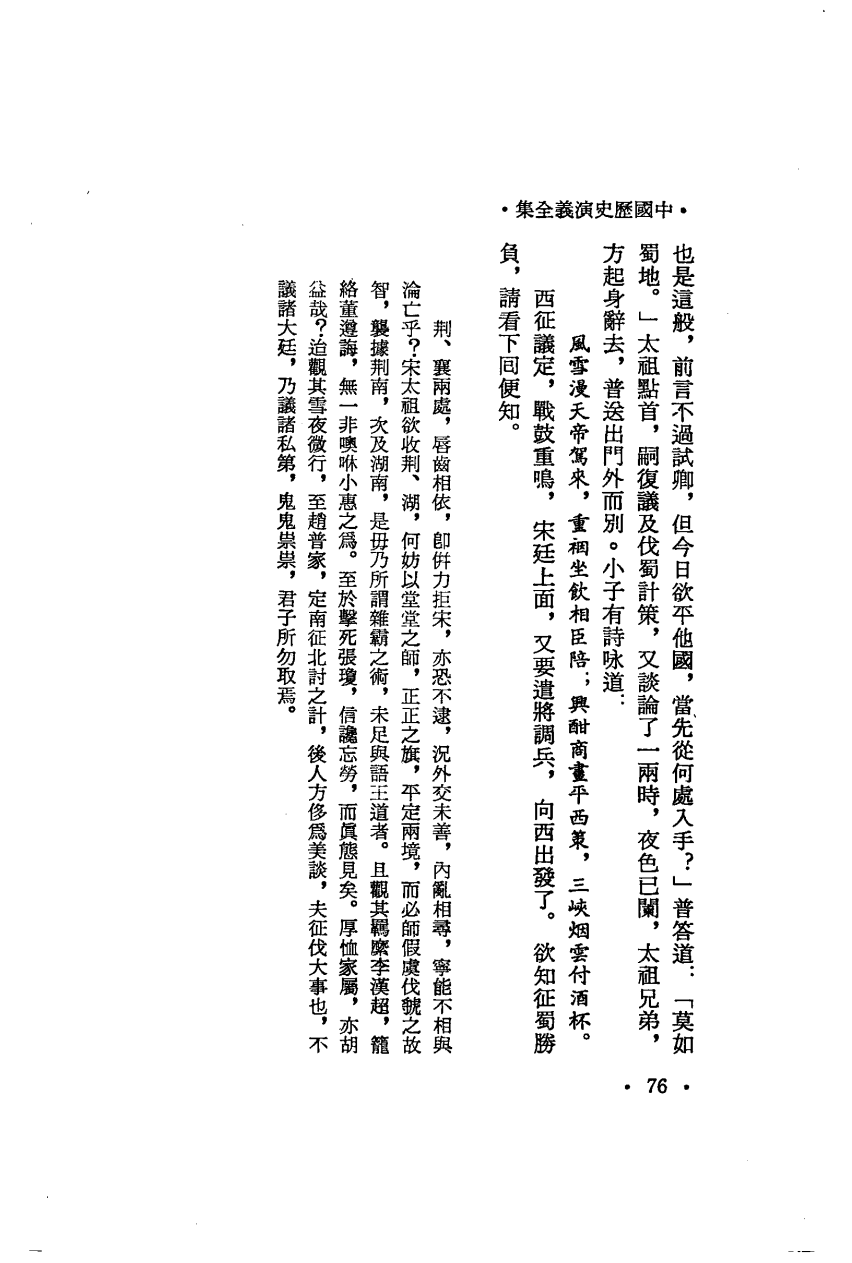 •中國歷史演義全集•
也是這般，前言不過試卿，但今日欲平他國，當先從何處入手？」普答道：「莫如
蜀地。」太祖點首，嗣復議及伐蜀計策，又談論了一兩時，夜色已闌，太祖兄弟，
方起身辭去，普送出門外而別。小子有詩咏道：
風雪漫天帝駕來，重裀坐飲相臣陪；興酣商畫平西策，三峽烟雲付酒杯。
西征議定，戰鼓重鳴，宋廷上面，又要遣將調兵，向西出發了。欲知征蜀勝
負，請看下回便知。
荆、襄兩處，唇齒相依，卽併力拒宋，亦恐不逮，況外交未善，內亂相尋，寧能不相與
淪亡乎？宋太祖欲收荆、湖，何妨以堂堂之師，正正之旗，平定兩境，而必師假虞伐虢之故
智，襲據荆南，次及湖南，是毋乃所謂雜霸之術，未足與語王道者。且觀其羈縻李漢超，籠
絡董遵誨，無一非噢咻小惠之爲。至於擊死張瓊，信讒忘勞，而眞態見矣。厚恤家屬，亦胡
益哉？迨觀其雪夜微行，至趙普家，定南征北討之計，後人方侈爲美談，夫征伐大事也，不
議諸大廷，乃議諸私第，鬼鬼祟祟，君子所勿取焉。
•76•